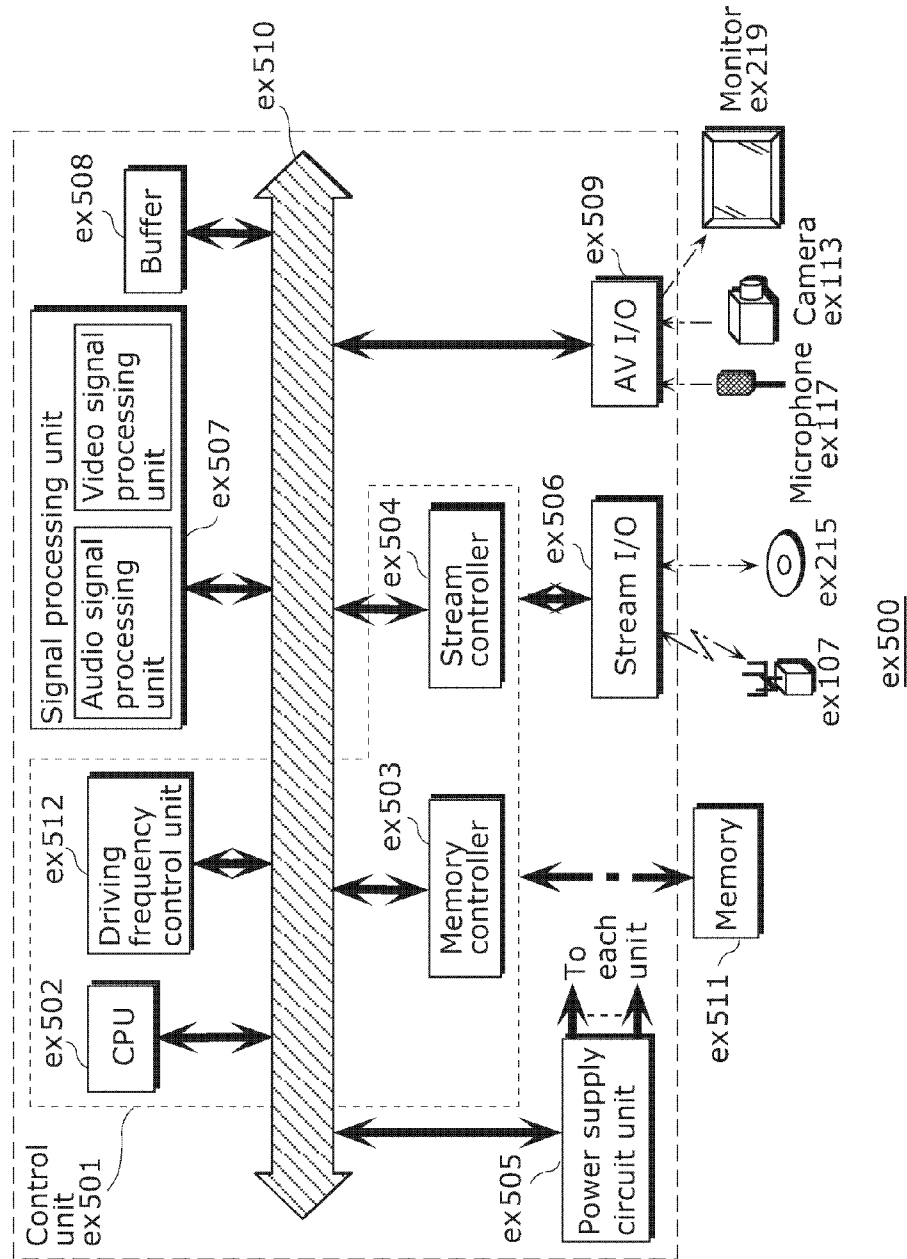 Control
unit
ex501
ex502
CPU
ex512
Driving
frequency
control unit
Signal processing unit
Audio signal
processing
unit
Video signal
processing
unit
ex507
ex508
Buffer
ex510
ex503
Memory
controller
ex504
Stream
controller
ex505
Power supply
circuit unit
To
each
unit
ex506
Stream I/O
ex509
AV I/O
ex511
Memory
ex107
ex215
Microphone
ex117
Camera
ex113
Monitor
ex219
ex500